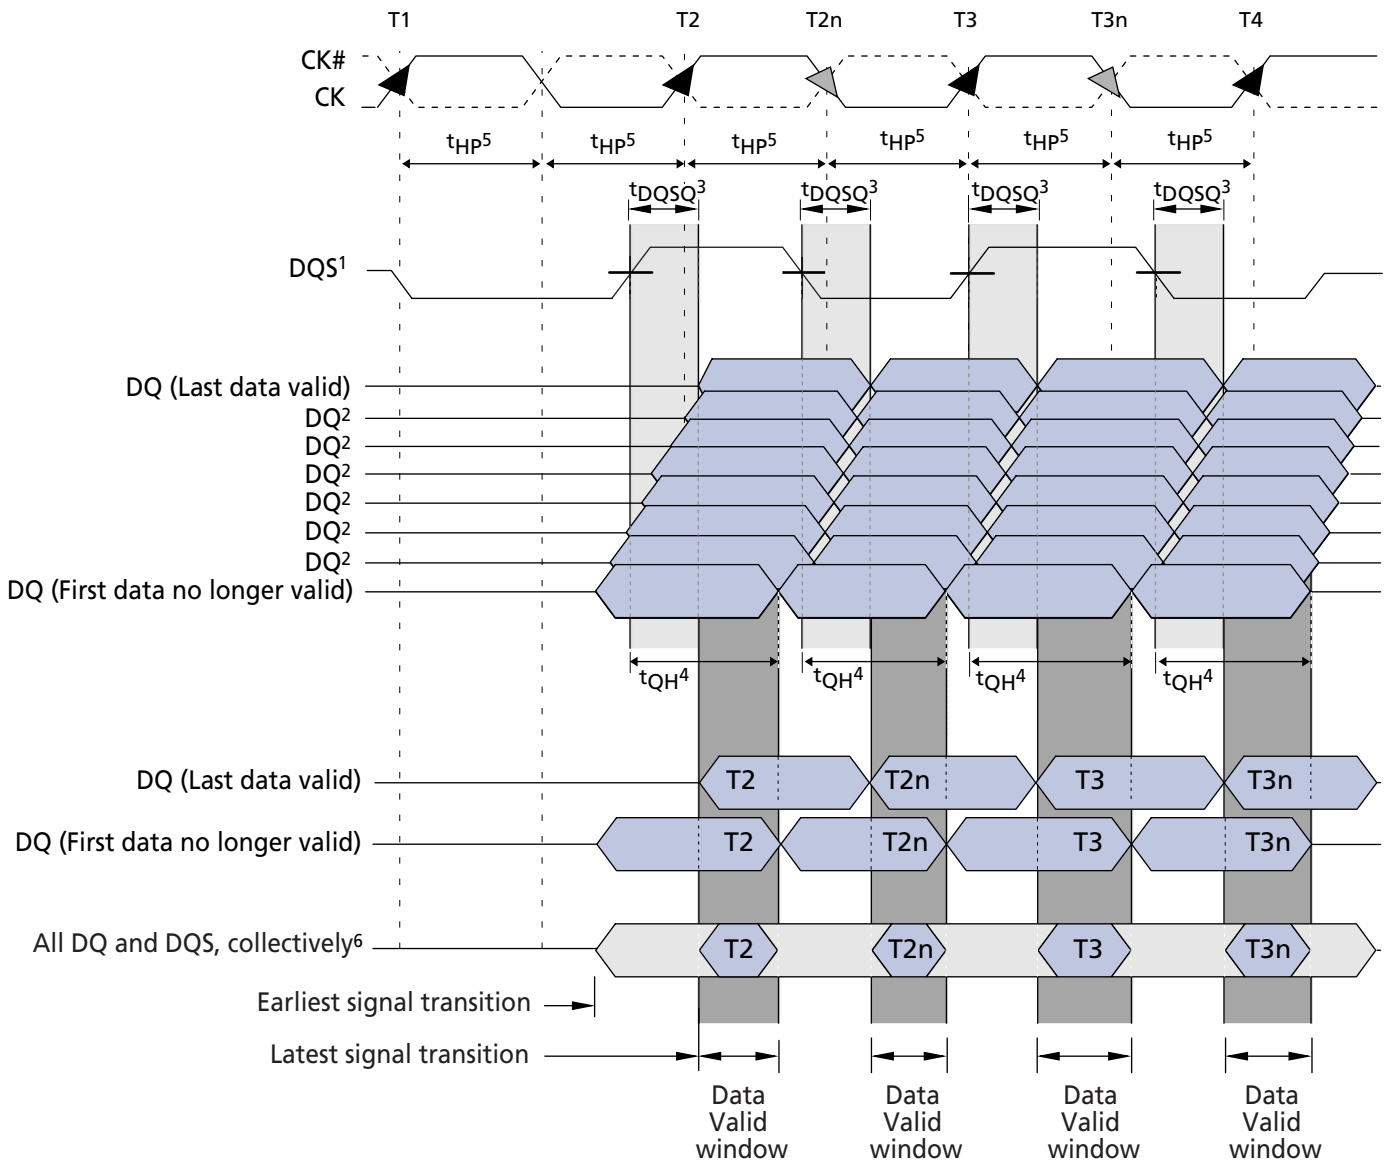 T1 T2 T2n T3 T3n T4
CK#
CK
tHP5 tHP5 tHP5 tHP5 tHP5 tHP5
tDQSQ3 tDQSQ3 tDQSQ3 tDQSQ3
DQS1
DQ (Last data valid)
DQ2
DQ2
DQ2
DQ2
DQ2
DQ2
DQ (First data no longer valid)
tQH4 tQH4 tQH4 tQH4
DQ (Last data valid) T2 T2n T3 T3n
DQ (First data no longer valid) T2 T2n T3 T3n
All DQ and DQS, collectively6 T2 T2n T3 T3n
Earliest signal transition
Latest signal transition
Data Data Data Data
Valid Valid Valid Valid
window window window window